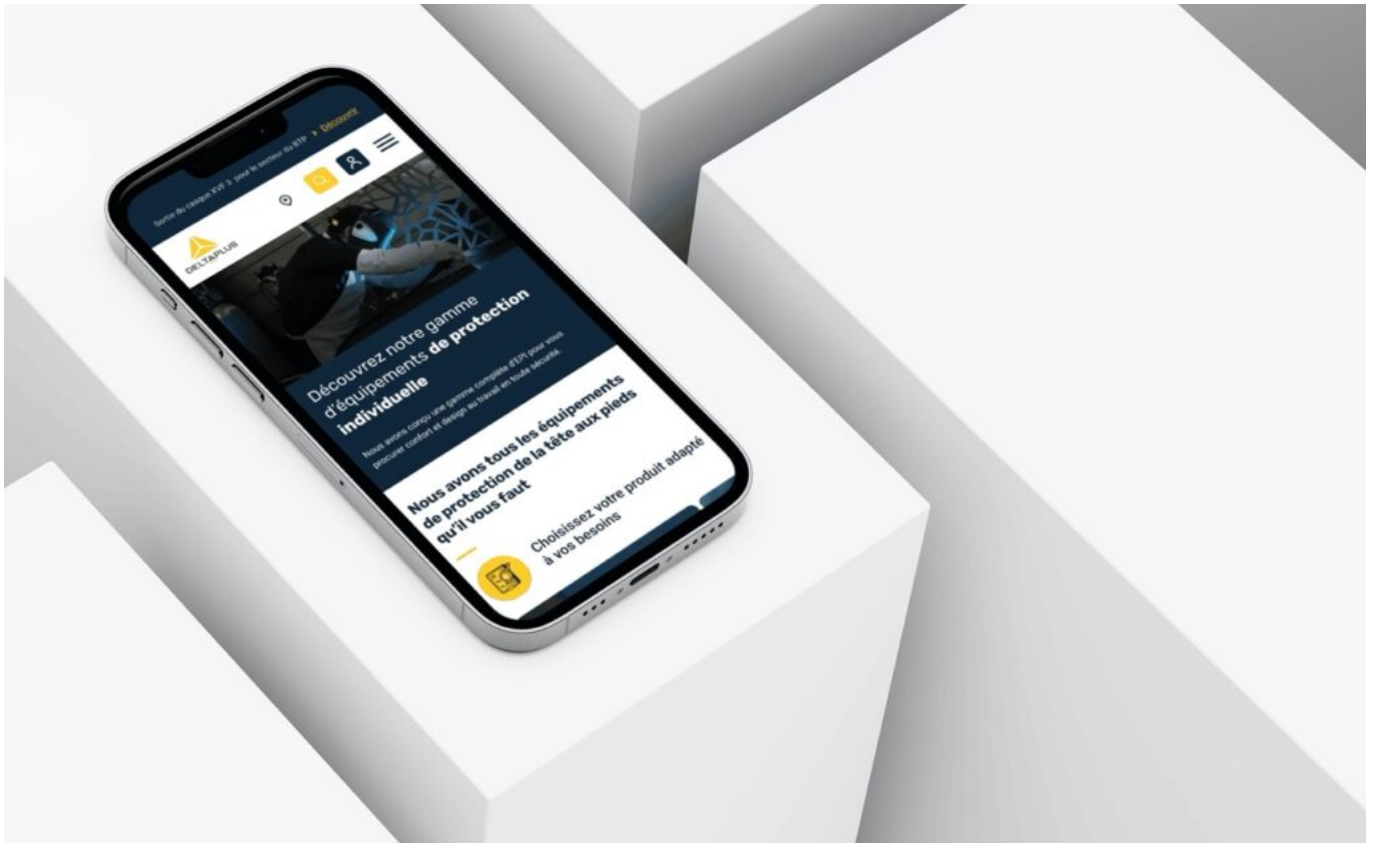 Sortie du casque XVF 3 pour le secteur du BTP > Découvrir
DELTAPLUS
Découvrez notre gamme
d'équipements de protection
individuelle
Nous avons conçu une gamme complète d'EPI pour vous
procurer confort et design au travail en toute sécurité.
Nous avons tous les équipements
de protection de la tête aux pieds
qu'il vous faut
Choisissez votre produit adapté
à vos besoins